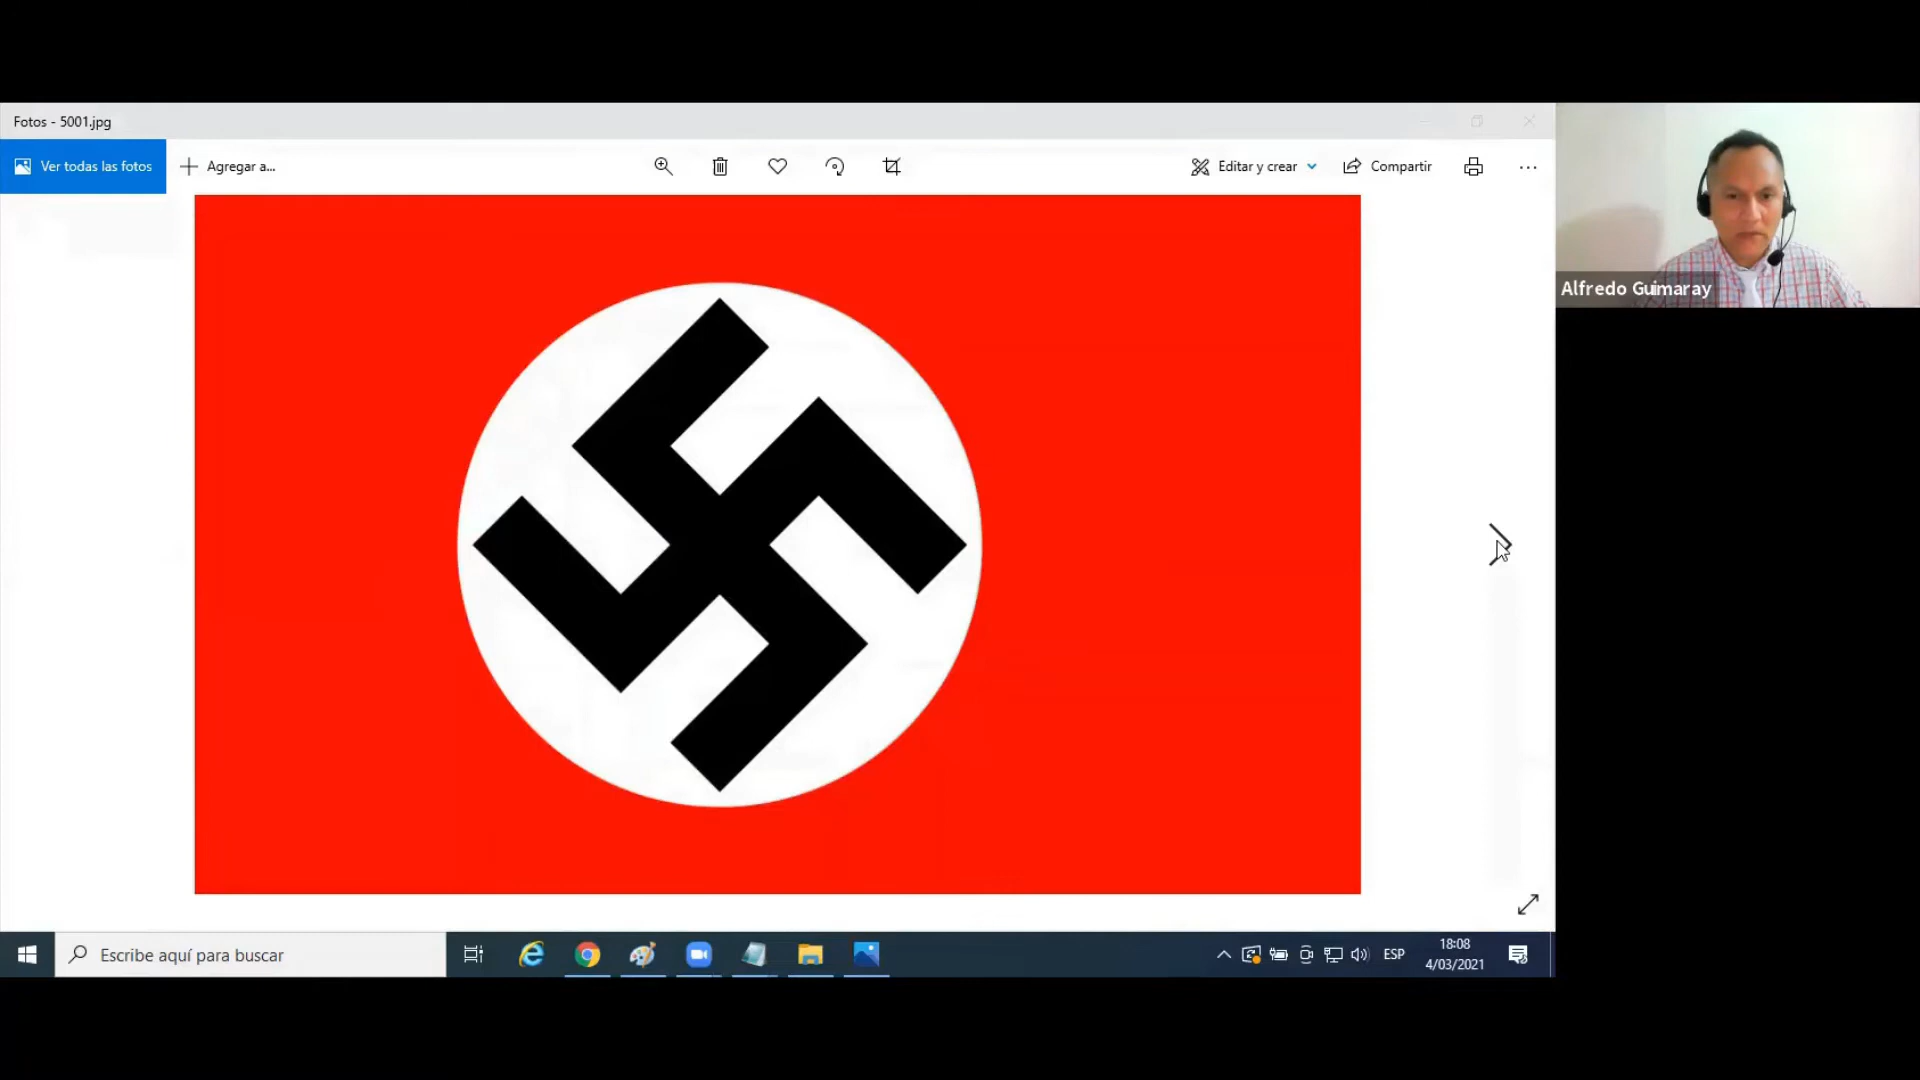 Fotos - 5001.jpg
Ver todas las fotos
Agregar a...
Editar y crear
Compartir
Alfredo Guimaray
Escribe aquí para buscar
ESP
18:08
4/03/2021